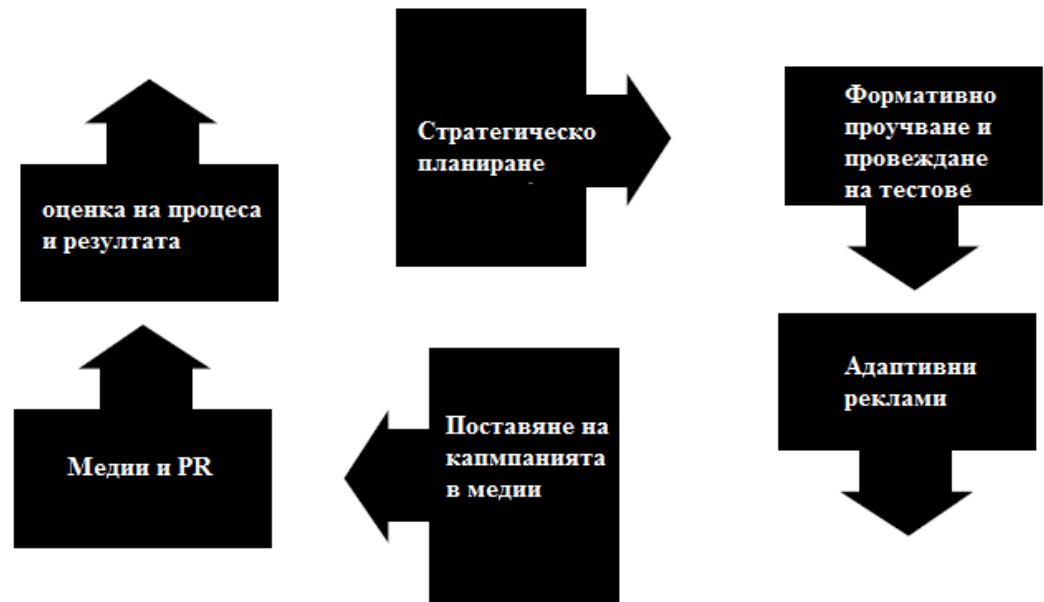 Стратегическо
планиране
Формативно
проучване и
провеждане
на тестове
Адаптивни
реклами
Поставяне на
капмпанията
в медии
Медии и PR
оценка на процеса
и резултата